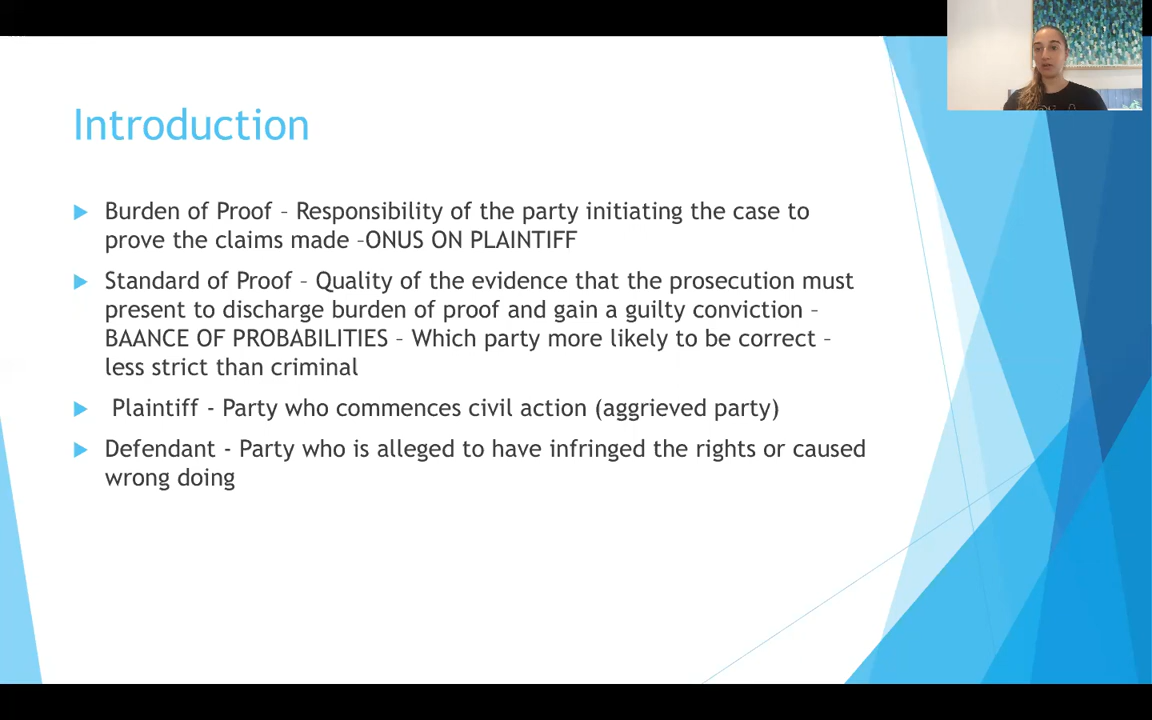 Introduction
Burden of Proof – Responsibility of the party initiating the case to
prove the claims made –ONUS ON PLAINTIFF
Standard of Proof – Quality of the evidence that the prosecution must
present to discharge burden of proof and gain a guilty conviction –
BAANCE OF PROBABILITIES – Which party more likely to be correct –
less strict than criminal
Plaintiff - Party who commences civil action (aggrieved party)
Defendant - Party who is alleged to have infringed the rights or caused
wrong doing